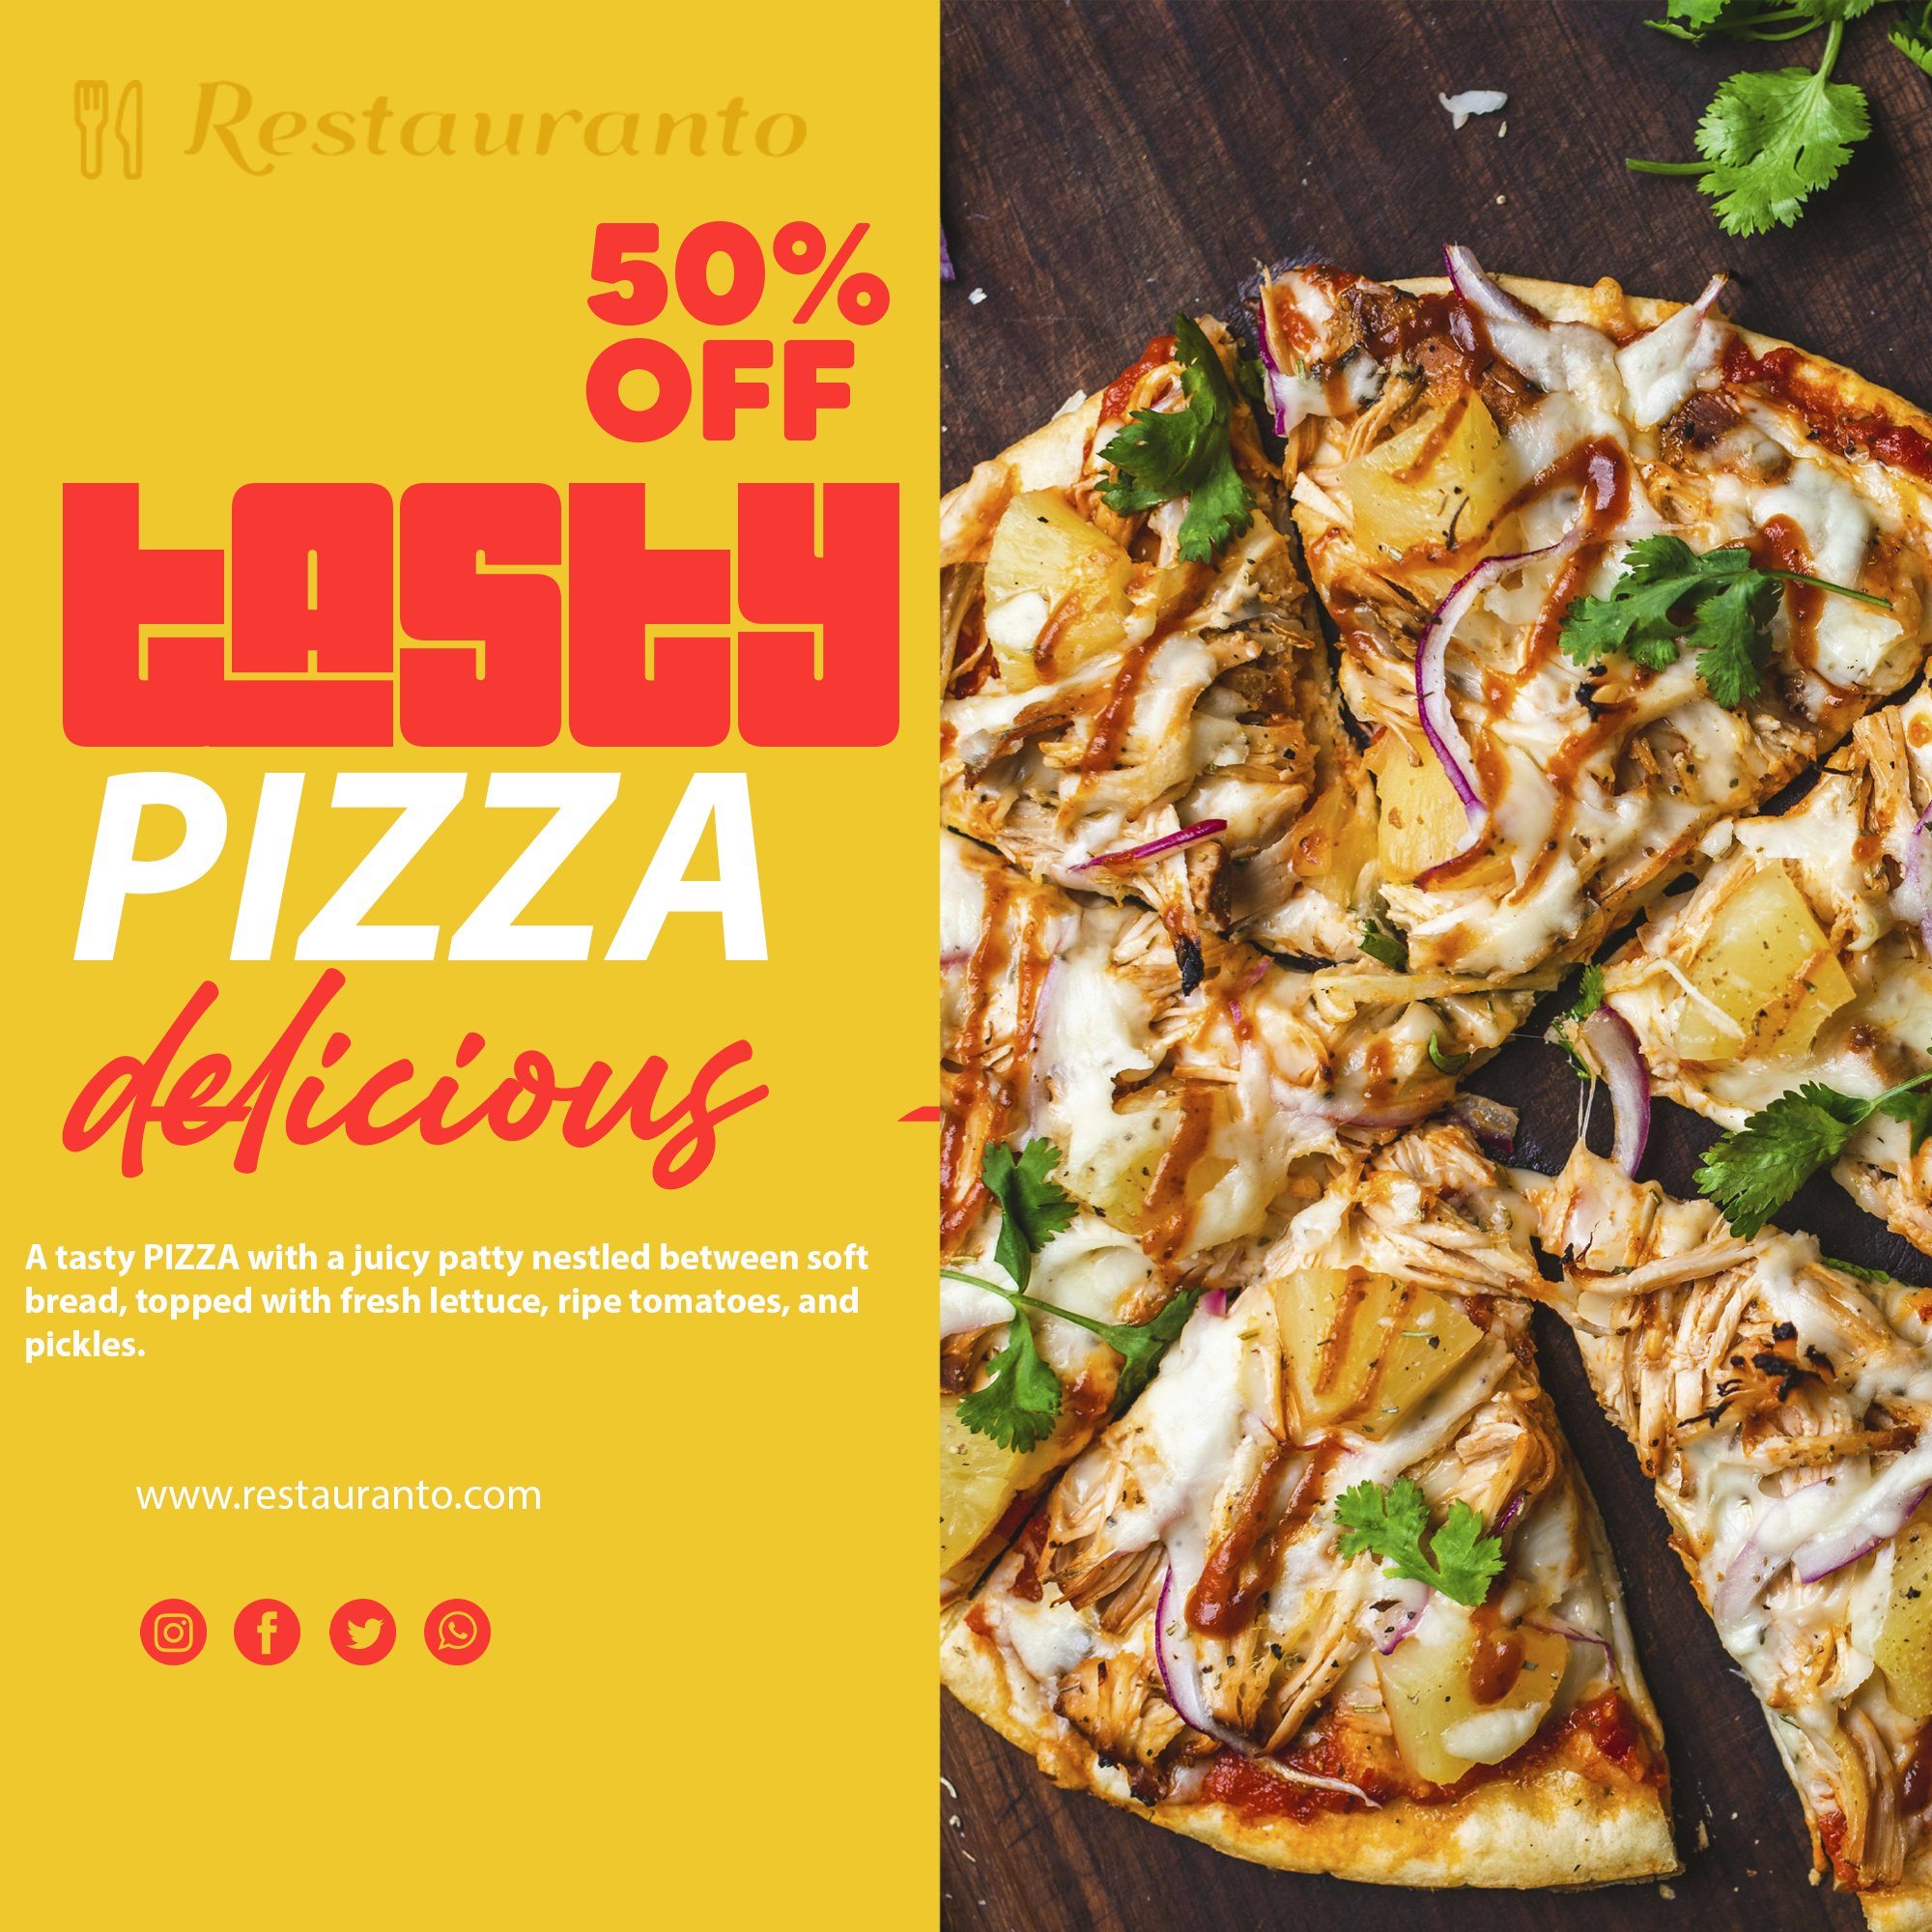 Restauranto
50%
OFF
tasty
PIZZA
delicious
A tasty PIZZA with a juicy patty nestled between soft
bread, topped with fresh lettuce, ripe tomatoes, and
pickles.
www.restauranto.com